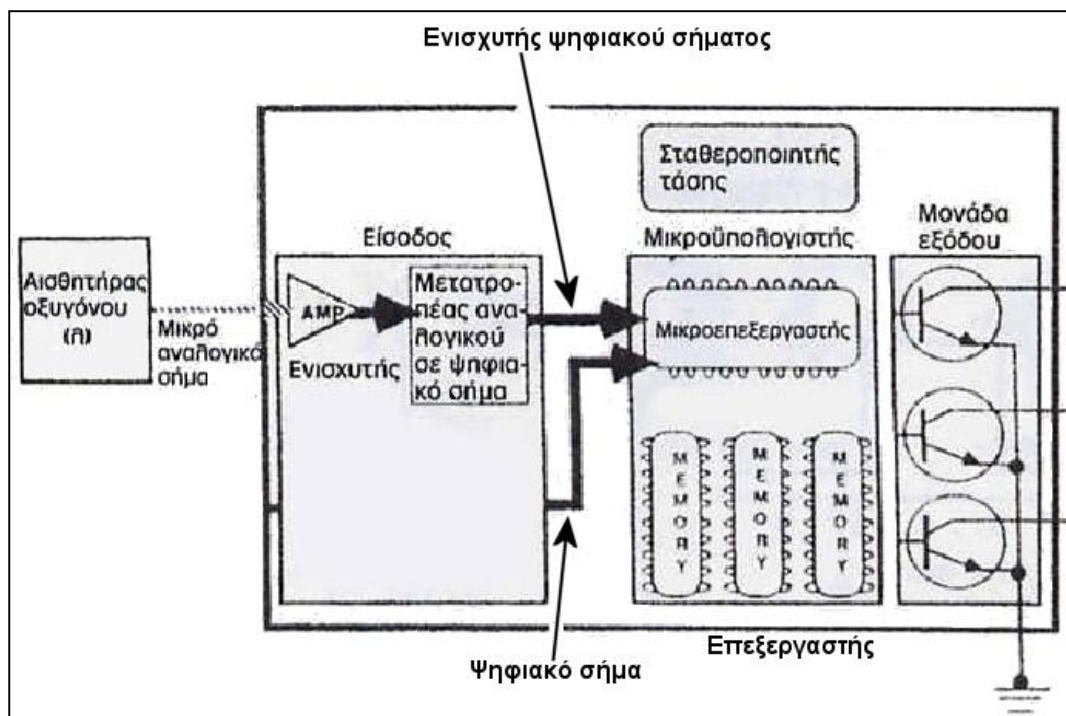 Ενισχυτής ψηφιακού σήματος
Σταθεροποιητής
τάσης
Είσοδος
Μικροϋπολογιστής
Μονάδα
εξόδου
Αισθητήρας
οξυγόνου
(λ)
Μικρό
αναλογικό
σήμα
AMP
Ενισχυτής
Μετατρο-
πέας ανα-
λογικού
σε ψηφια-
κό σήμα
Μικροεπεξεργαστής
MEMORY
MEMORY
MEMORY
Επεξεργαστής
Ψηφιακό σήμα